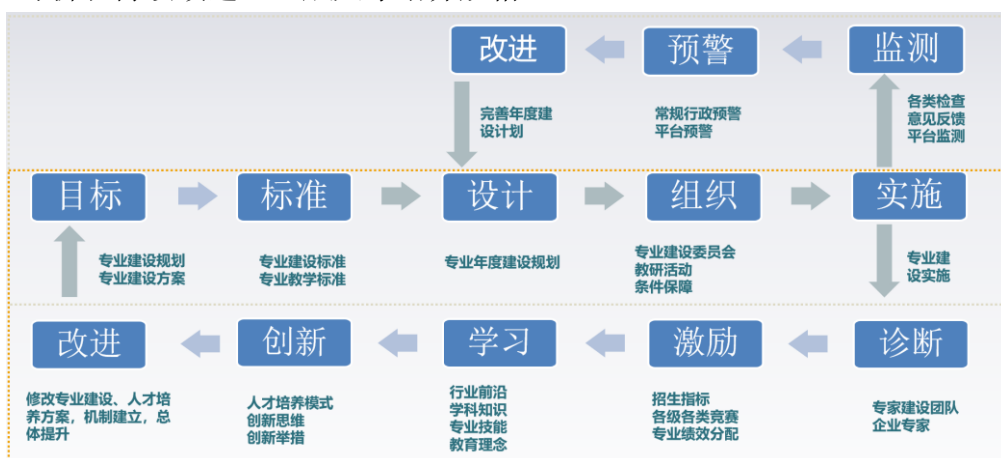 改进
预警
监测
完善年度建
设计划
常规行政预警
平台预警
各类检查
意见反馈
平台监测
目标
标准
设计
组织
实施
专业建设规划
专业建设方案
专业建设标准
专业教学标准
专业年度建设规划
专业建设委员会
教研活动
条件保障
专业建
设实施
改进
创新
学习
激励
诊断
修改专业建设、人才培
养方案，机制建立，总
体提升
人才培养模式
创新思维
创新举措
行业前沿
学科知识
专业技能
教育理念
招生指标
各级各类竞赛
专业绩效分配
专家建设团队
企业专家